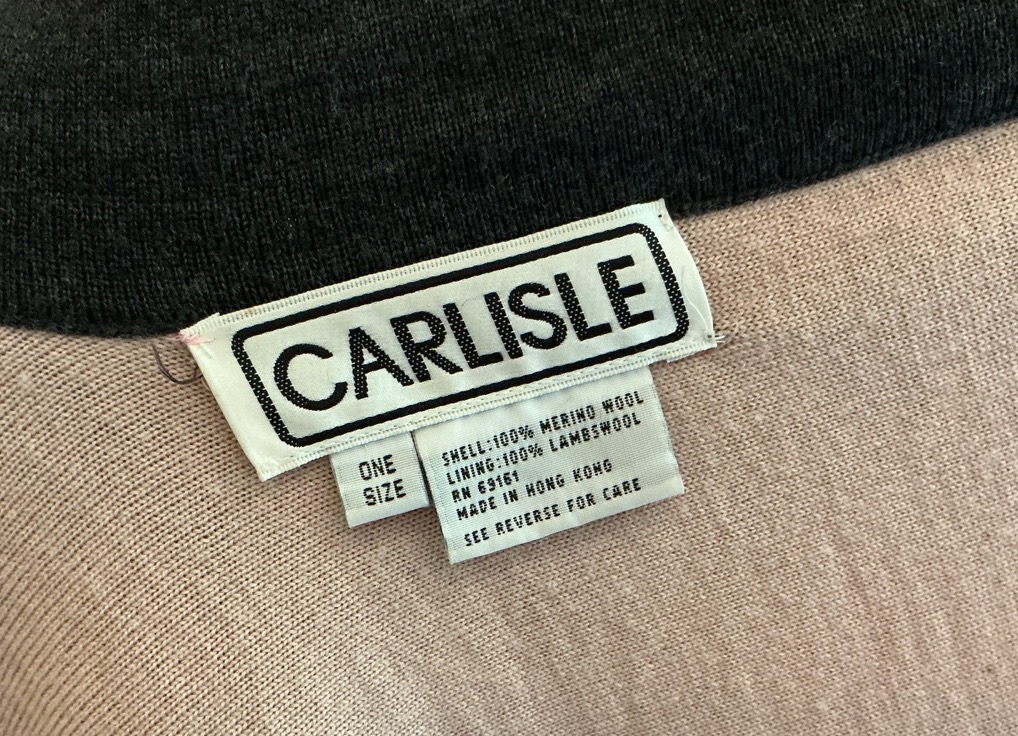 CARLISLE
ONE
SIZE
SHELL:100% MERINO WOOL
LINING:100% LAMBSWOOL
RN 69161
MADE IN HONG KONG
SEE REVERSE FOR CARE